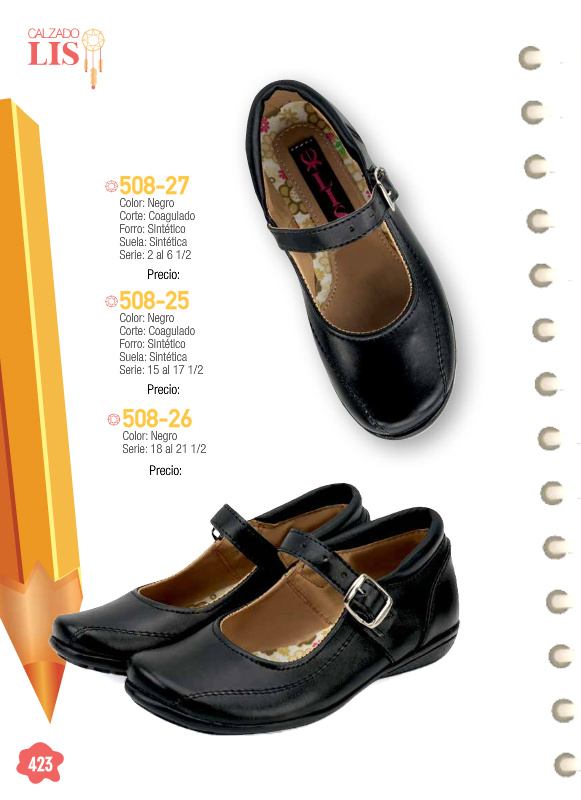 CALZADO
LIS
508-27
Color: Negro
Corte: Coagulado
Forro: Sintético
Suela: Sintética
Serie: 2 al 6 1/2
Precio:
508-25
Color: Negro
Corte: Coagulado
Forro: Sintético
Suela: Sintética
Serie: 15 al 17 1/2
Precio:
508-26
Color: Negro
Serie: 18 al 21 1/2
Precio:
423